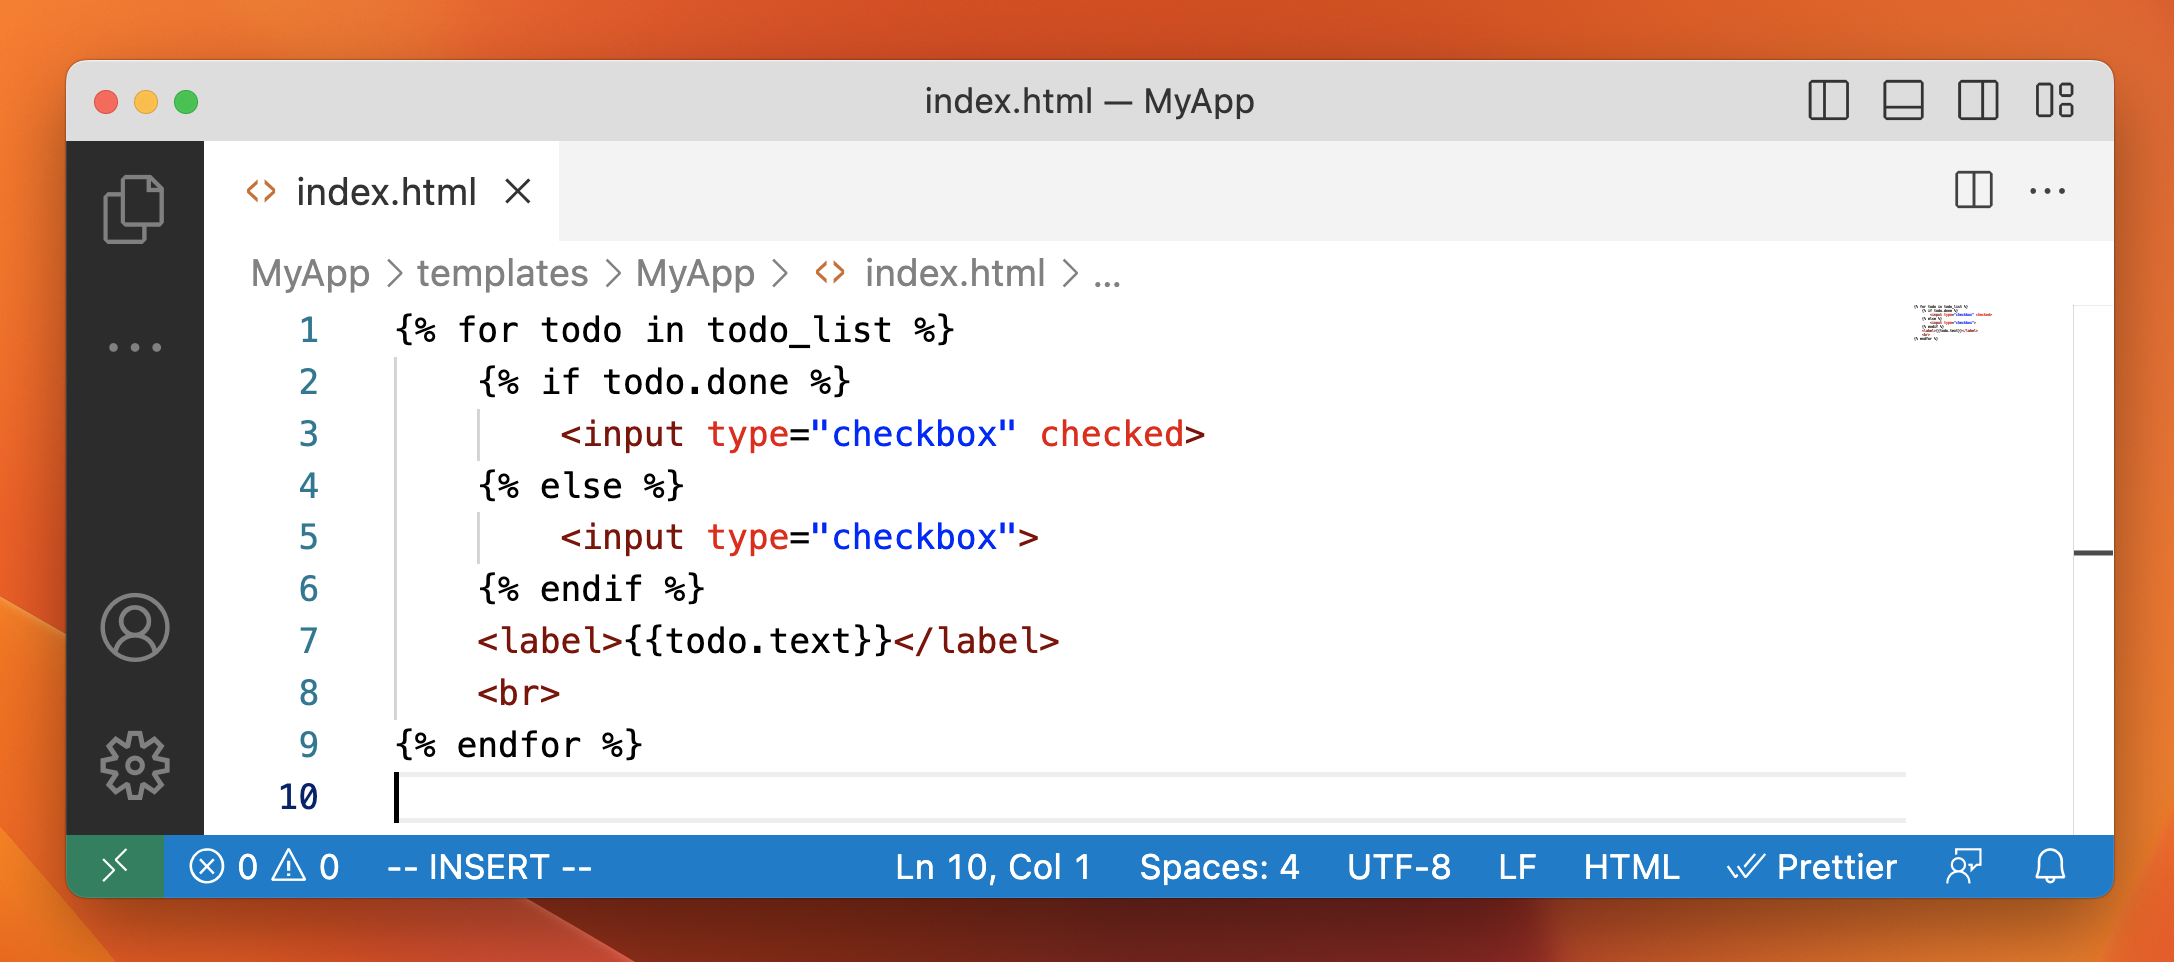 index.html — MyApp
index.html
MyApp > templates > MyApp > <> index.html > ...
1 {% for todo in todo_list %}
2     {% if todo.done %}
3         <input type="checkbox" checked>
4     {% else %}
5         <input type="checkbox">
6     {% endif %}
7     <label>{{todo.text}}</label>
8     <br>
9 {% endfor %}
10
0 0 -- INSERT -- Ln 10, Col 1 Spaces: 4 UTF-8 LF HTML Prettier